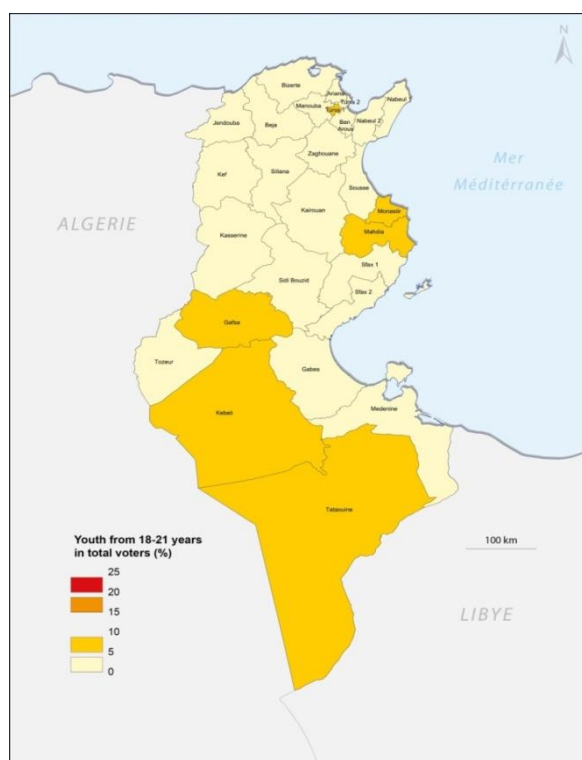 N
Bizerte
Ariana
Tunis 2
Tunis 1
Manouba
Nabeul
Nabeul 2
Ben
Arous
Jendouba
Beja
Zaghouane
Mer
Méditérranée
Kef
Siliana
Sousse
ALGERIE
Kairouan
Monastir
Kasserine
Mahdia
Sfax 1
Sidi Bouzid
Sfax 2
Gafsa
Tozeur
Gabes
Kebeli
Medenine
Tataouine
Youth from 18-21 years
in total voters (%)
25
20
15
10
5
0
100 km
LIBYE